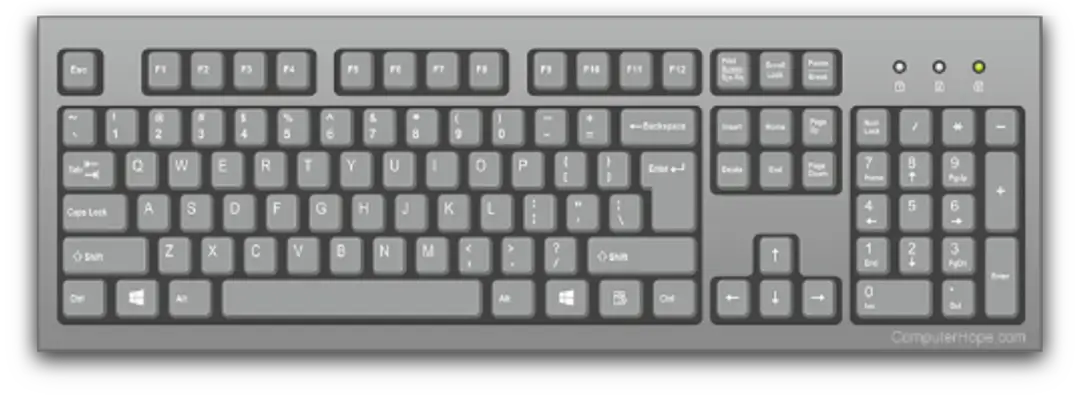 Esc F1 F2 F3 F4 F5 F6 F7 F8 F9 F10 F11 F12 Print Screen Scroll Lock Pause Break
~ ! @ # $ % ^ & * ( )
1 2 3 4 5 6 7 8 9 0 - = ←Backspace Insert Home Page Up Num Lock / * -
Tab Q W E R T Y U I O P { [ } ] Enter Delete End Page Down 7 Home 8 ↑ 9 PgUp +
Caps Lock A S D F G H J K L \ 4 ← 5 6 →
Shift Z X C V B N M < , > . ? / Shift ↑ 1 End 2 ↓ 3 PgDn Enter
Ctrl Alt Alt Ctrl ← ↓ → 0 Ins . Del
ComputerHope.com